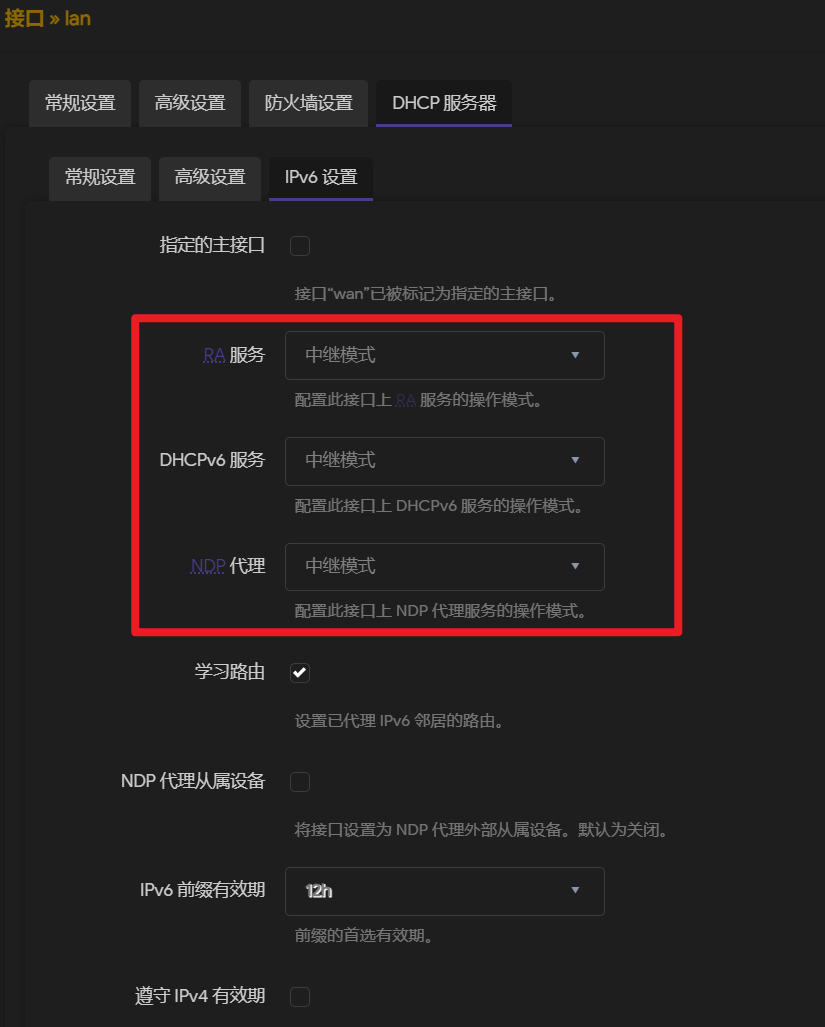 接口 » lan
常规设置 高级设置 防火墙设置 DHCP 服务器
常规设置 高级设置 IPv6 设置
指定的主接口
接口“wan”已被标记为指定的主接口。
RA 服务 中继模式
配置此接口上 RA 服务的操作模式。
DHCPv6 服务 中继模式
配置此接口上 DHCPv6 服务的操作模式。
NDP 代理 中继模式
配置此接口上 NDP 代理服务的操作模式。
学习路由
设置已代理 IPv6 邻居的路由。
NDP 代理从属设备
将接口设置为 NDP 代理外部从属设备。默认为关闭。
IPv6 前缀有效期 12h
前缀的首选有效期。
遵守 IPv4 有效期